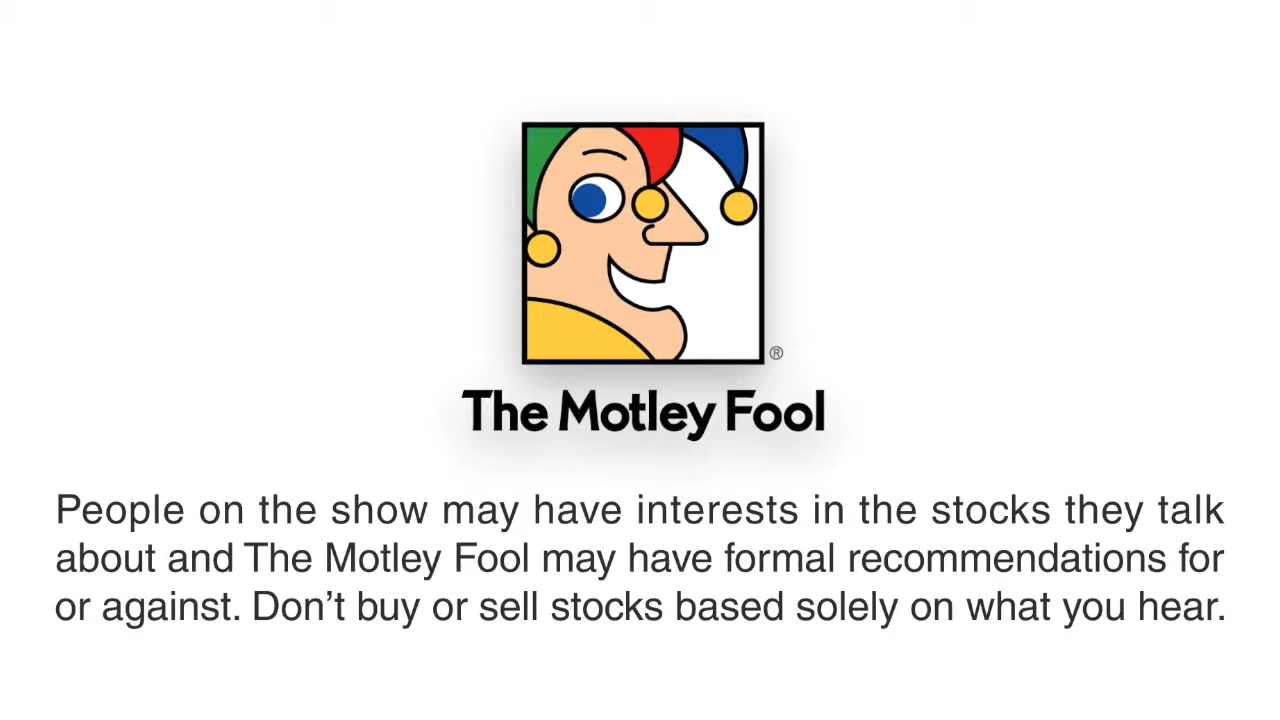 ®
The Motley Fool
People on the show may have interests in the stocks they talk
about and The Motley Fool may have formal recommendations for
or against. Don’t buy or sell stocks based solely on what you hear.